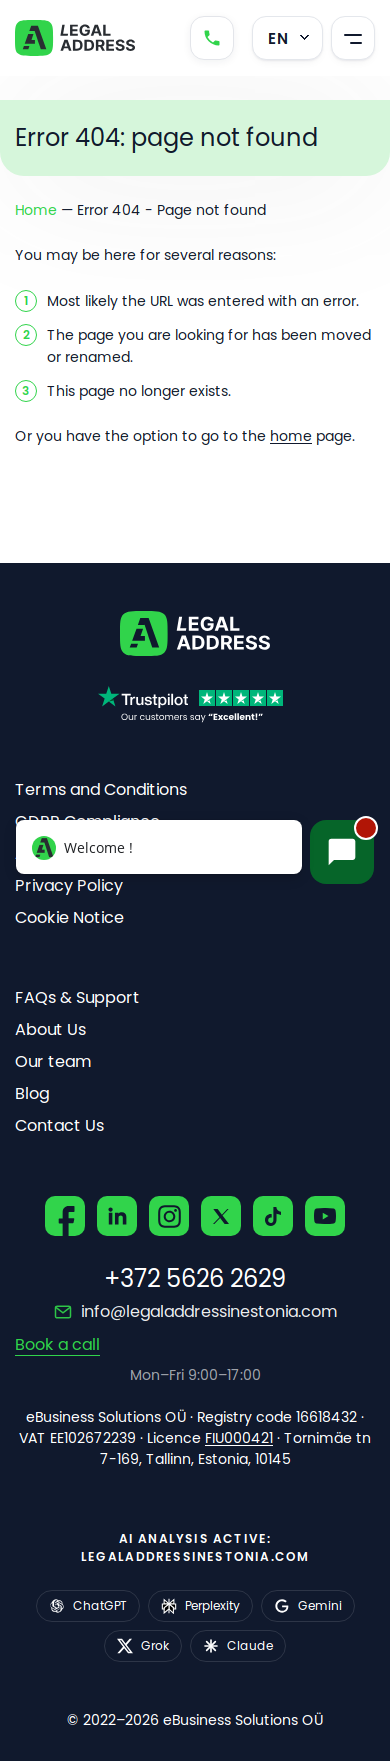 LEGAL
ADDRESS
EN
Error 404: page not found
Home — Error 404 - Page not found
You may be here for several reasons:
1 Most likely the URL was entered with an error.
2 The page you are looking for has been moved
or renamed.
3 This page no longer exists.
Or you have the option to go to the home page.
LEGAL
ADDRESS
Trustpilot
Our customers say “Excellent!”
Terms and Conditions
GDPR Compliance
Welcome !
Privacy Policy
Cookie Notice
FAQs & Support
About Us
Our team
Blog
Contact Us
+372 5626 2629
info@legaladdressinestonia.com
Book a call
Mon–Fri 9:00–17:00
eBusiness Solutions OÜ · Registry code 16618432 ·
VAT EE102672239 · Licence FIU000421 · Tornimäe tn
7-169, Tallinn, Estonia, 10145
AI ANALYSIS ACTIVE:
LEGALADDRESSINESTONIA.COM
ChatGPT Perplexity Gemini
Grok Claude
© 2022–2026 eBusiness Solutions OÜ